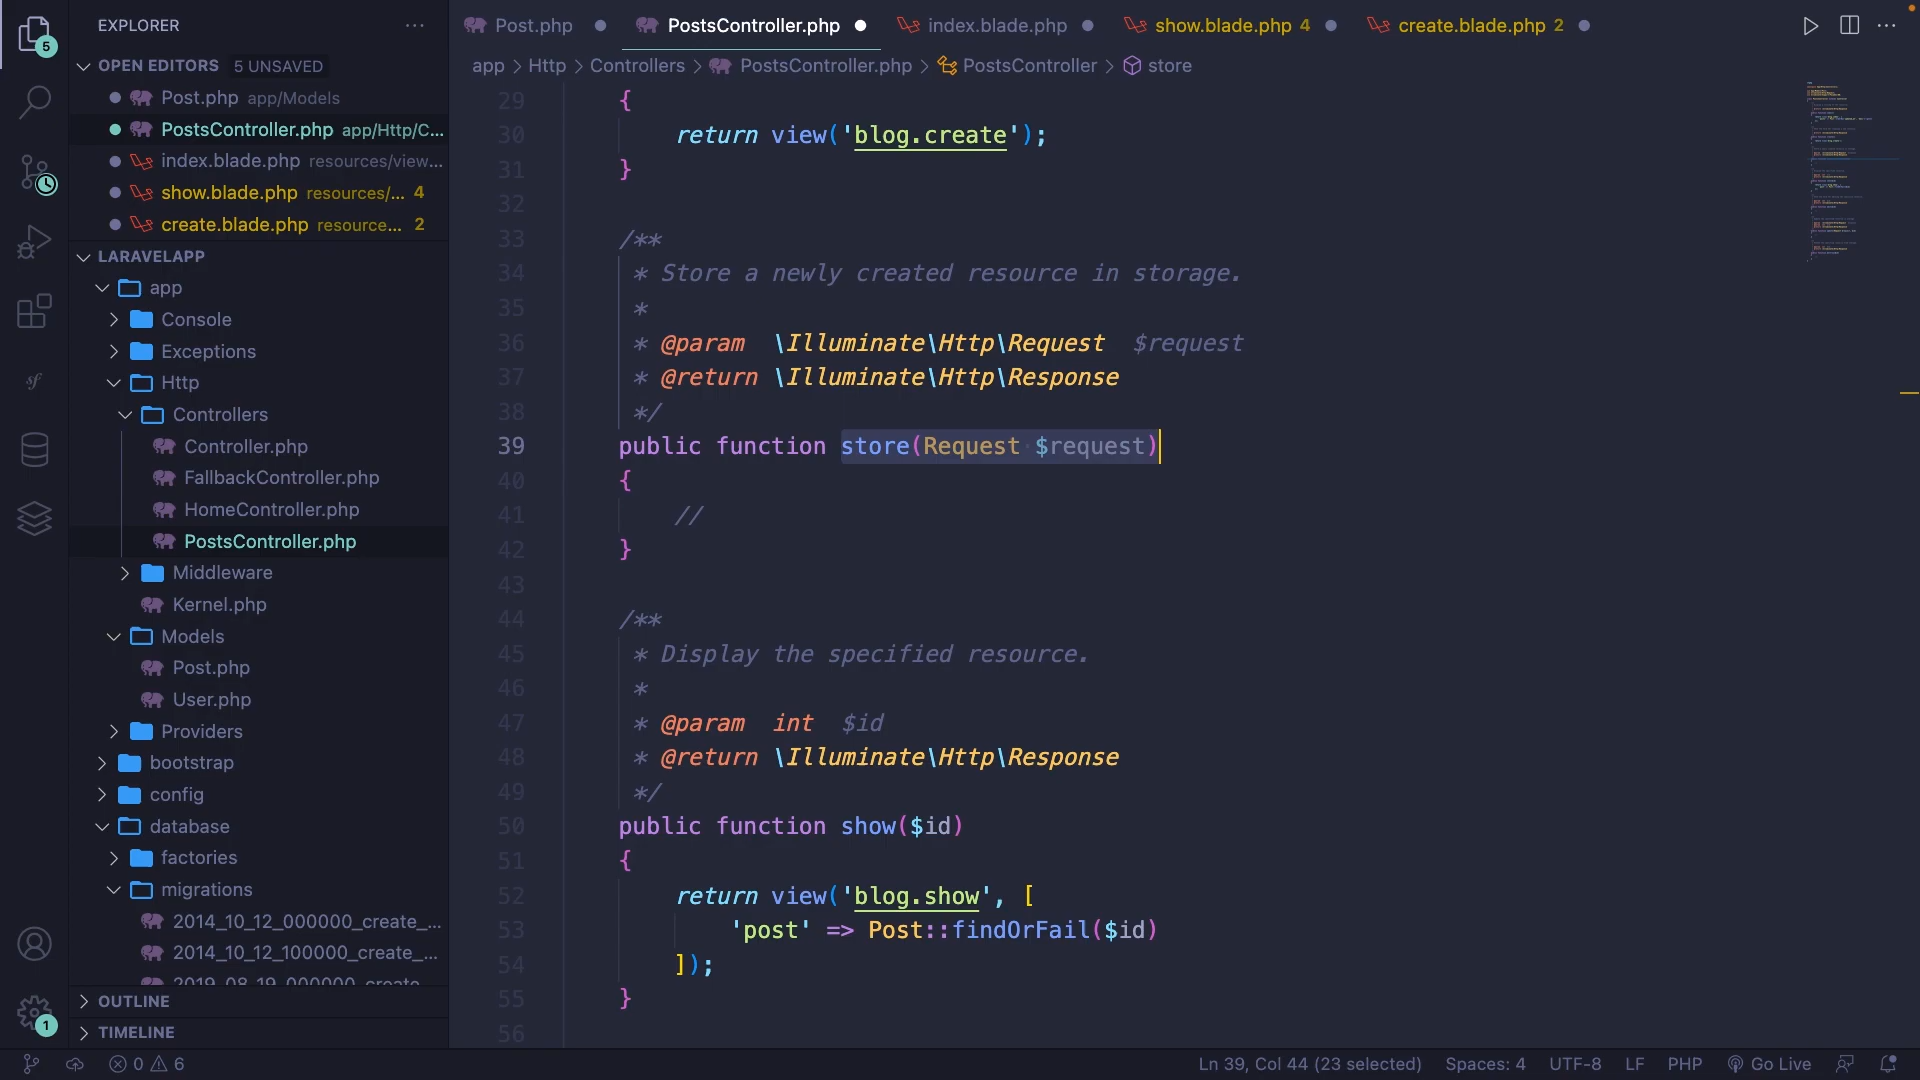 EXPLORER
OPEN EDITORS 5 UNSAVED
Post.php app/Models
PostsController.php app/Http/C...
index.blade.php resources/view...
show.blade.php resources/... 4
create.blade.php resource... 2
LARAVELAPP
app
Console
Exceptions
Http
Controllers
Controller.php
FallbackController.php
HomeController.php
PostsController.php
Middleware
Kernel.php
Models
Post.php
User.php
Providers
bootstrap
config
database
factories
migrations
2014_10_12_000000_create_...
2014_10_12_100000_create_...
2019_08_19_000000_create
OUTLINE
TIMELINE
5
1
Post.php
PostsController.php
index.blade.php
show.blade.php 4
create.blade.php 2
app > Http > Controllers > PostsController.php > PostsController > store
29 {
30 return view('blog.create');
31 }
32
33 /**
34 * Store a newly created resource in storage.
35 *
36 * @param \Illuminate\Http\Request $request
37 * @return \Illuminate\Http\Response
38 */
39 public function store(Request $request)
40 {
41 //
42 }
43
44 /**
45 * Display the specified resource.
46 *
47 * @param int $id
48 * @return \Illuminate\Http\Response
49 */
50 public function show($id)
51 {
52 return view('blog.show', [
53 'post' => Post::findOrFail($id)
54 ]);
55 }
56
0 6
Ln 39, Col 44 (23 selected) Spaces: 4 UTF-8 LF PHP Go Live